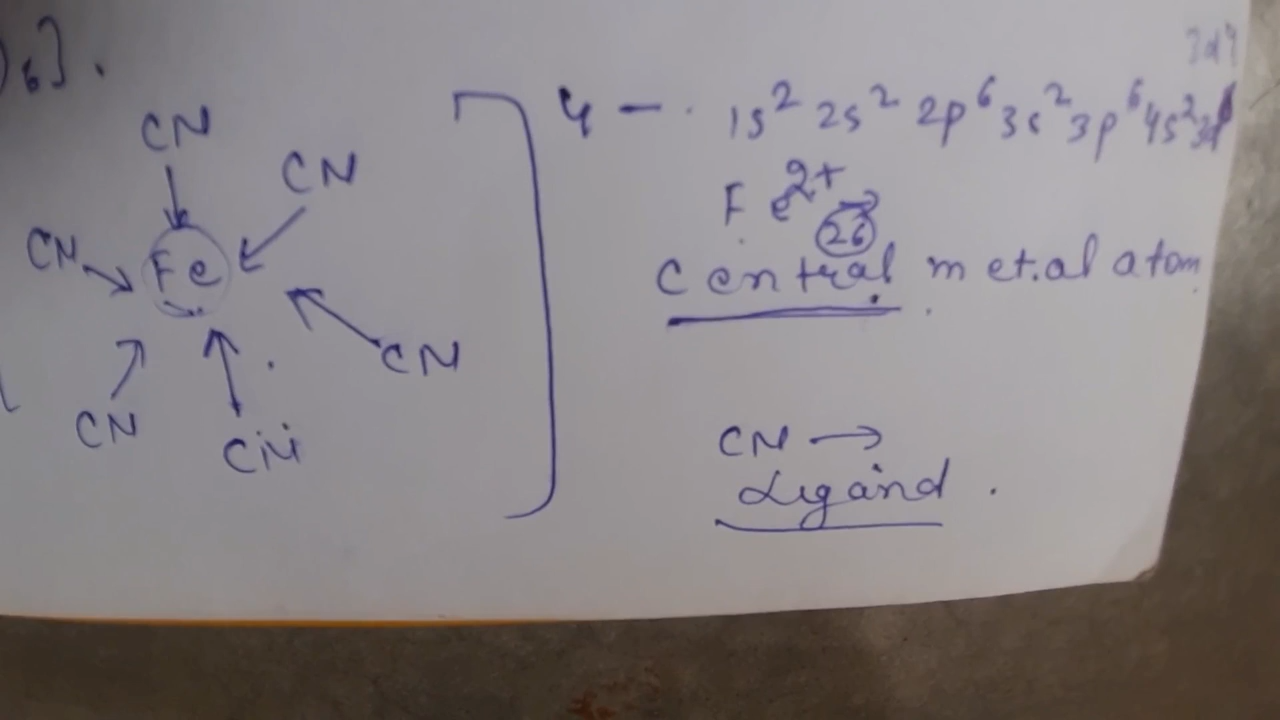 6].
CN
CN
CN
Fe
CN
CN
CN
4 -
1s² 2s² 2p⁶ 3s² 3p⁶ 4s²
Fe²⁺ →
26
Central metal atom
CN →
Ligand .